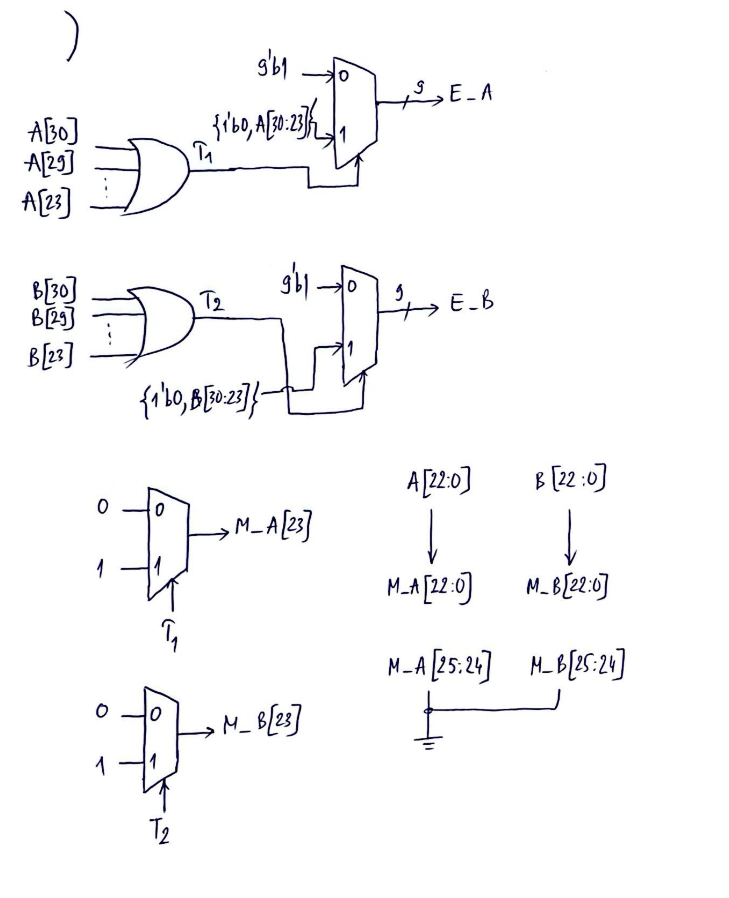 )
9'b1
0
9
E_A
{1'b0,A[30:23]}
1
A[30]
A[29]
⋮
A[23]
T1
9'b1
0
9
E_B
B[30]
B[29]
⋮
B[23]
T2
1
{1'b0,B[30:23]}
A[22:0] B[22:0]
0
0
M_A[23]
1
1
T1
M_A[22:0] M_B[22:0]
M_A[25:24] M_B[25:24]
0
0
M_B[23]
1
1
T2